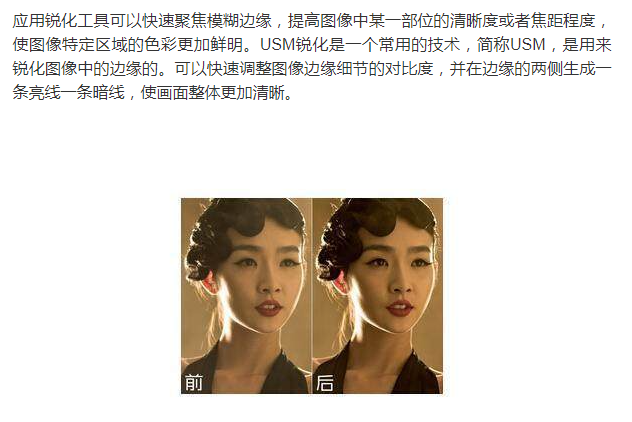 应用锐化工具可以快速聚焦模糊边缘，提高图像中某一部位的清晰度或者焦距程度，
使图像特定区域的色彩更加鲜明。USM锐化是一个常用的技术，简称USM，是用来
锐化图像中的边缘的。可以快速调整图像边缘细节的对比度，并在边缘的两侧生成一
条亮线一条暗线，使画面整体更加清晰。
前
后